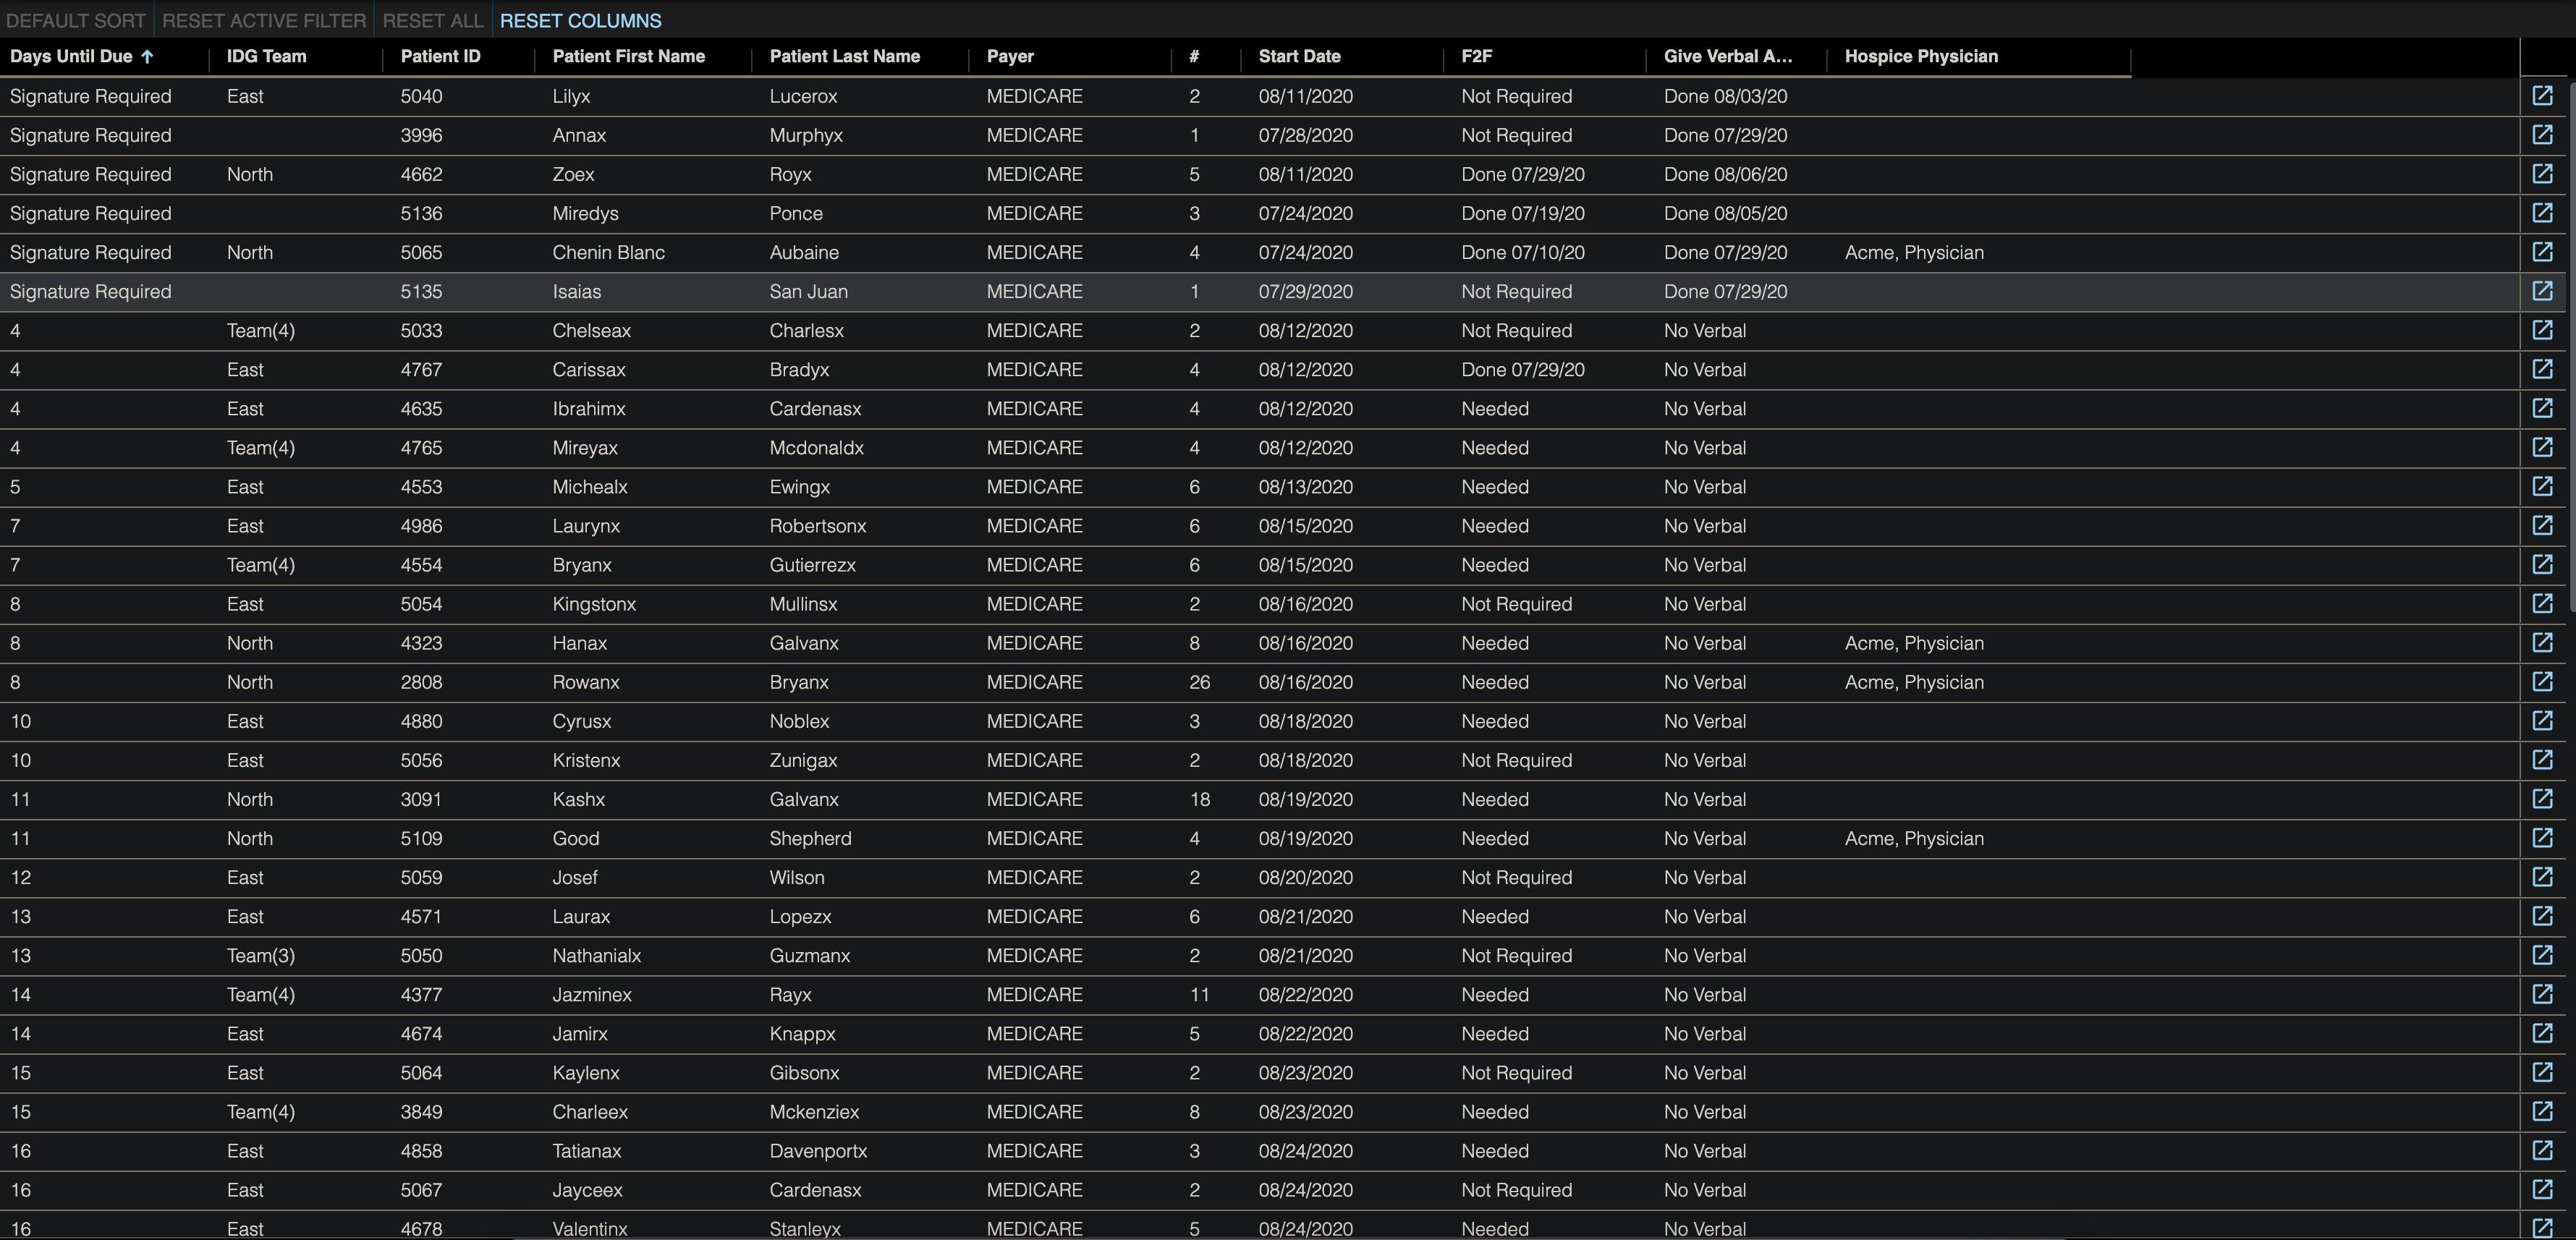 DEFAULT SORT RESET ACTIVE FILTER RESET ALL RESET COLUMNS
Days Until Due IDG Team Patient ID Patient First Name Patient Last Name Payer # Start Date F2F Give Verbal A... Hospice Physician
Signature Required East 5040 Lilyx Lucerox MEDICARE 2 08/11/2020 Not Required Done 08/03/20
Signature Required 3996 Annax Murphyx MEDICARE 1 07/28/2020 Not Required Done 07/29/20
Signature Required North 4662 Zoex Royx MEDICARE 5 08/11/2020 Done 07/29/20 Done 08/06/20
Signature Required 5136 Miredys Ponce MEDICARE 3 07/24/2020 Done 07/19/20 Done 08/05/20
Signature Required North 5065 Chenin Blanc Aubaine MEDICARE 4 07/24/2020 Done 07/10/20 Done 07/29/20 Acme, Physician
Signature Required 5135 Isaias San Juan MEDICARE 1 07/29/2020 Not Required Done 07/29/20
4 Team(4) 5033 Chelseax Charlesx MEDICARE 2 08/12/2020 Not Required No Verbal
4 East 4767 Carissax Bradyx MEDICARE 4 08/12/2020 Done 07/29/20 No Verbal
4 East 4635 Ibrahimx Cardenasx MEDICARE 4 08/12/2020 Needed No Verbal
4 Team(4) 4765 Mireyax Mcdonaldx MEDICARE 4 08/12/2020 Needed No Verbal
5 East 4553 Michealx Ewingx MEDICARE 6 08/13/2020 Needed No Verbal
7 East 4986 Laurynx Robertsonx MEDICARE 6 08/15/2020 Needed No Verbal
7 Team(4) 4554 Bryanx Gutierrezx MEDICARE 6 08/15/2020 Needed No Verbal
8 East 5054 Kingstonx Mullinsx MEDICARE 2 08/16/2020 Not Required No Verbal
8 North 4323 Hanax Galvanx MEDICARE 8 08/16/2020 Needed No Verbal Acme, Physician
8 North 2808 Rowanx Bryanx MEDICARE 26 08/16/2020 Needed No Verbal Acme, Physician
10 East 4880 Cyrusx Noblex MEDICARE 3 08/18/2020 Needed No Verbal
10 East 5056 Kristenx Zunigax MEDICARE 2 08/18/2020 Not Required No Verbal
11 North 3091 Kashx Galvanx MEDICARE 18 08/19/2020 Needed No Verbal
11 North 5109 Good Shepherd MEDICARE 4 08/19/2020 Needed No Verbal Acme, Physician
12 East 5059 Josef Wilson MEDICARE 2 08/20/2020 Not Required No Verbal
13 East 4571 Laurax Lopezx MEDICARE 6 08/21/2020 Needed No Verbal
13 Team(3) 5050 Nathanialx Guzmanx MEDICARE 2 08/21/2020 Not Required No Verbal
14 Team(4) 4377 Jazminex Rayx MEDICARE 11 08/22/2020 Needed No Verbal
14 East 4674 Jamirx Knappx MEDICARE 5 08/22/2020 Needed No Verbal
15 East 5064 Kaylenx Gibsonx MEDICARE 2 08/23/2020 Not Required No Verbal
15 Team(4) 3849 Charleex Mckenziex MEDICARE 8 08/23/2020 Needed No Verbal
16 East 4858 Tatianax Davenportx MEDICARE 3 08/24/2020 Needed No Verbal
16 East 5067 Jayceex Cardenasx MEDICARE 2 08/24/2020 Not Required No Verbal
16 East 4678 Valentinx Stanleyx MEDICARE 5 08/24/2020 Needed No Verbal